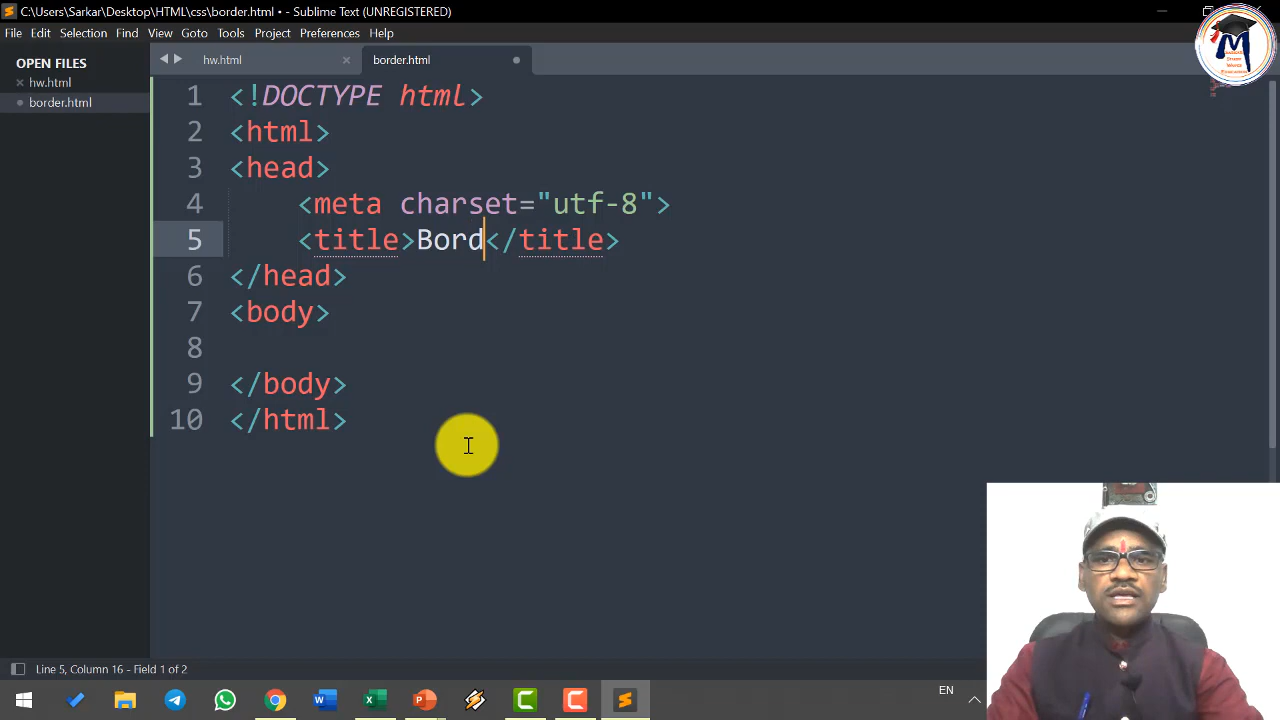 C:\Users\Sarkar\Desktop\HTML\css\border.html • - Sublime Text (UNREGISTERED)
File Edit Selection Find View Goto Tools Project Preferences Help
OPEN FILES
hw.html
border.html
hw.html
border.html
1 <!DOCTYPE html>
2 <html>
3 <head>
4 <meta charset="utf-8">
5 <title>Bord</title>
6 </head>
7 <body>
8
9 </body>
10 </html>
Line 5, Column 16 - Field 1 of 2
EN